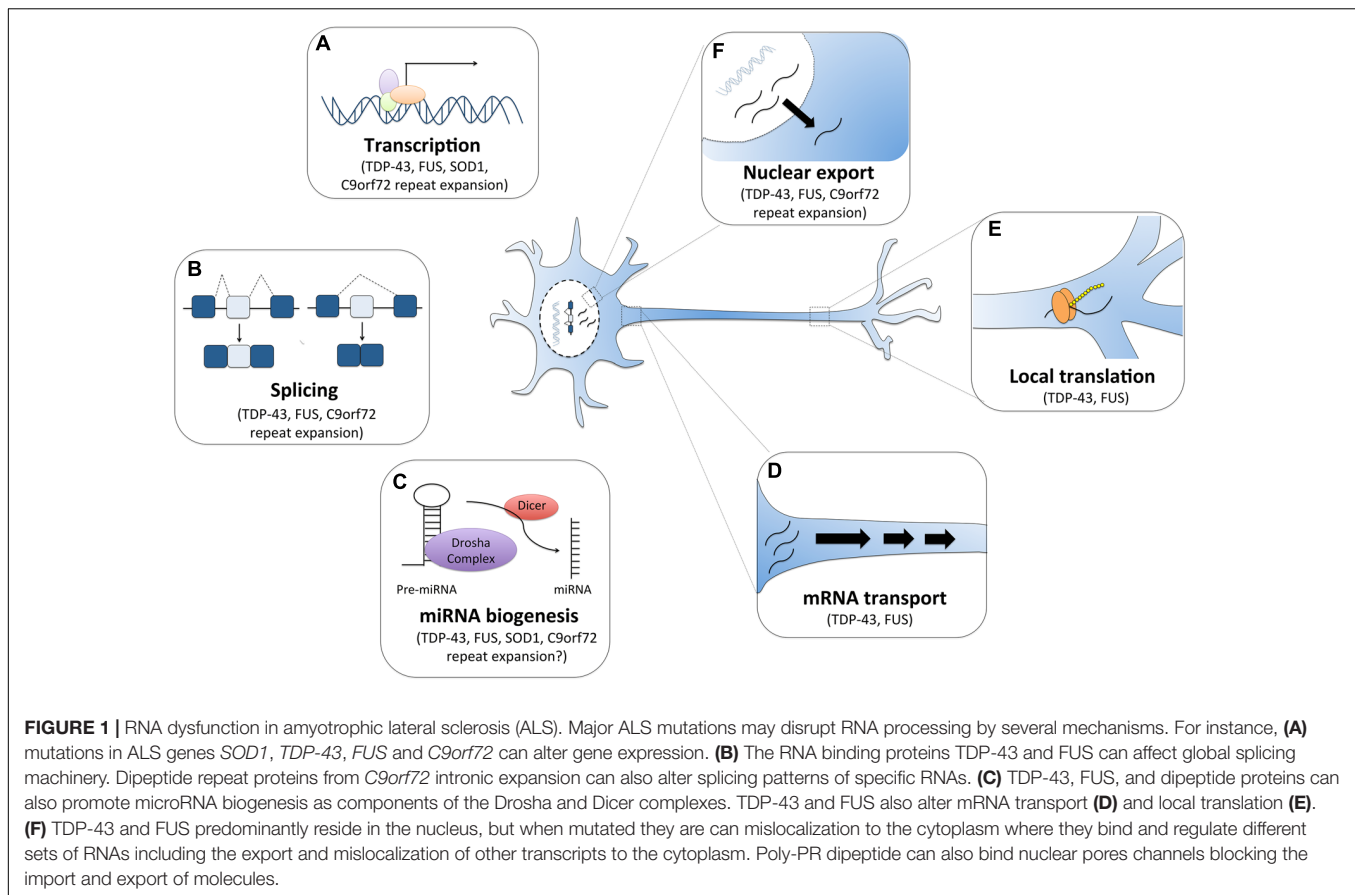 A
Transcription
(TDP-43, FUS, SOD1,
C9orf72 repeat expansion)
B
Splicing
(TDP-43, FUS, C9orf72
repeat expansion)
C
Dicer
Drosha
Complex
Pre-miRNA
miRNA
miRNA biogenesis
(TDP-43, FUS, SOD1, C9orf72
repeat expansion?)
D
mRNA transport
(TDP-43, FUS)
E
Local translation
(TDP-43, FUS)
F
Nuclear export
(TDP-43, FUS, C9orf72
repeat expansion)
FIGURE 1 | RNA dysfunction in amyotrophic lateral sclerosis (ALS). Major ALS mutations may disrupt RNA processing by several mechanisms. For instance, (A)
mutations in ALS genes SOD1, TDP-43, FUS and C9orf72 can alter gene expression. (B) The RNA binding proteins TDP-43 and FUS can affect global splicing
machinery. Dipeptide repeat proteins from C9orf72 intronic expansion can also alter splicing patterns of specific RNAs. (C) TDP-43, FUS, and dipeptide proteins can
also promote microRNA biogenesis as components of the Drosha and Dicer complexes. TDP-43 and FUS also alter mRNA transport (D) and local translation (E).
(F) TDP-43 and FUS predominantly reside in the nucleus, but when mutated they are can mislocalization to the cytoplasm where they bind and regulate different
sets of RNAs including the export and mislocalization of other transcripts to the cytoplasm. Poly-PR dipeptide can also bind nuclear pores channels blocking the
import and export of molecules.